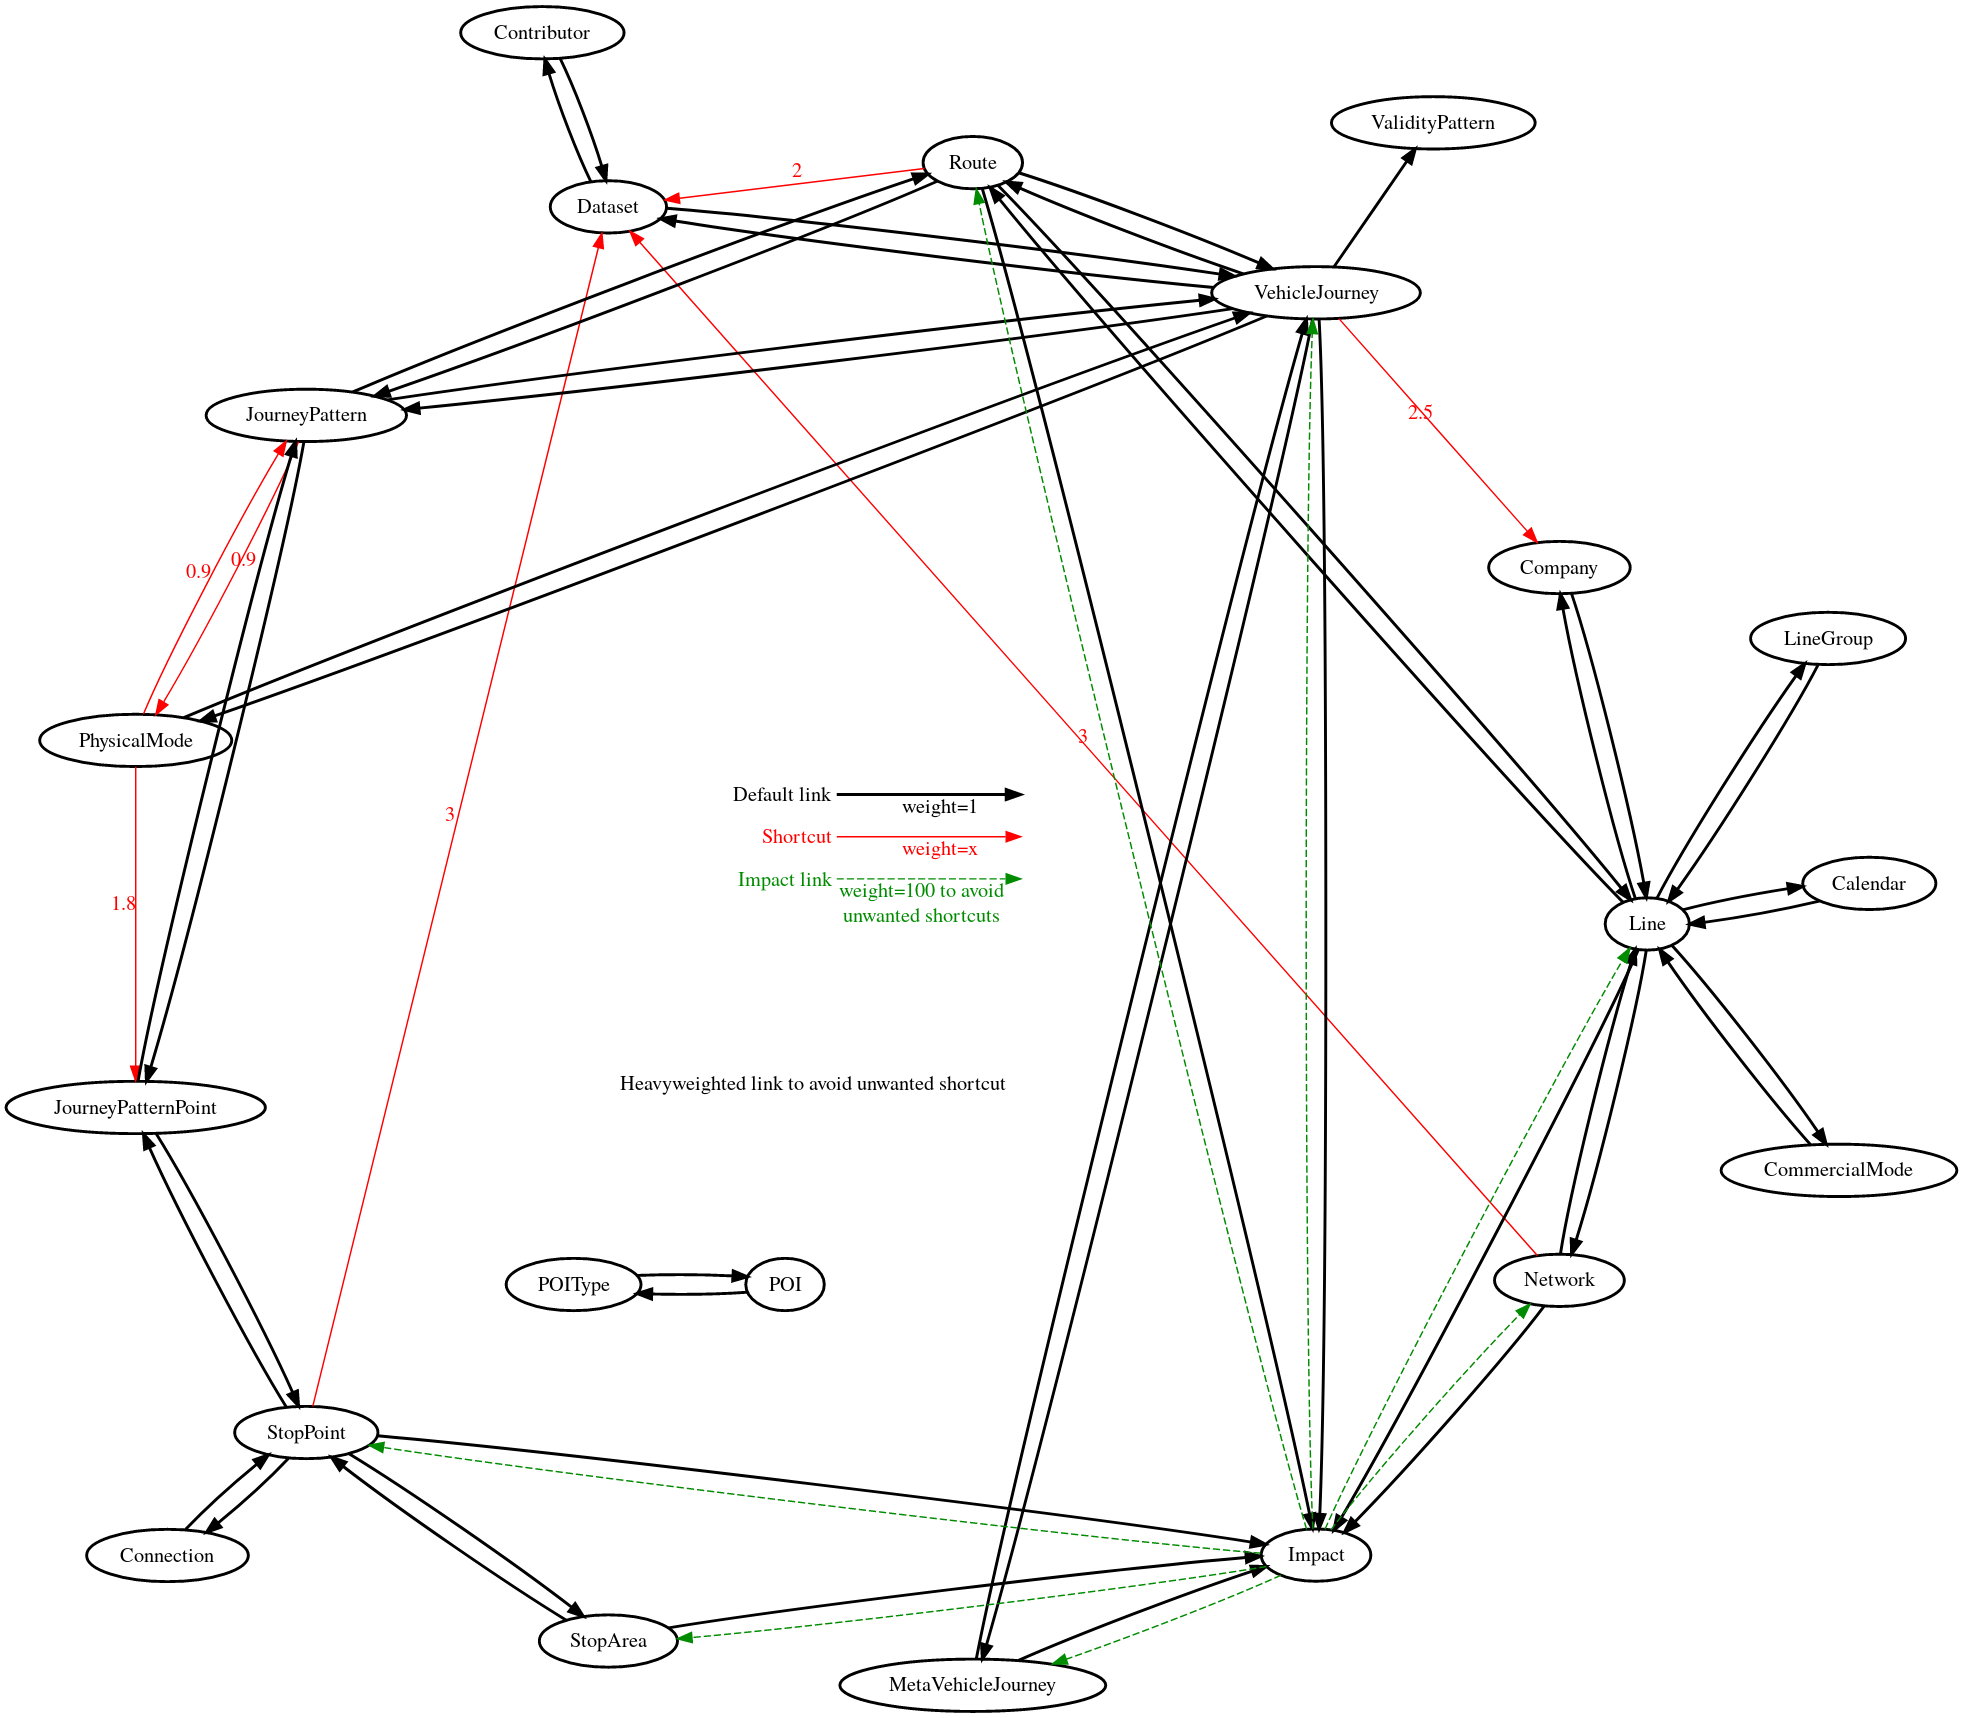 Contributor
ValidityPattern
Route
2
Dataset
VehicleJourney
2.5
JourneyPattern
0.9
0.9
Company
LineGroup
PhysicalMode
3
Default link
weight=1
3
Shortcut
weight=x
Impact link
weight=100 to avoid
unwanted shortcuts
Calendar
1.8
Line
Heavyweighted link to avoid unwanted shortcut
JourneyPatternPoint
CommercialMode
POIType
POI
Network
StopPoint
Connection
Impact
StopArea
MetaVehicleJourney